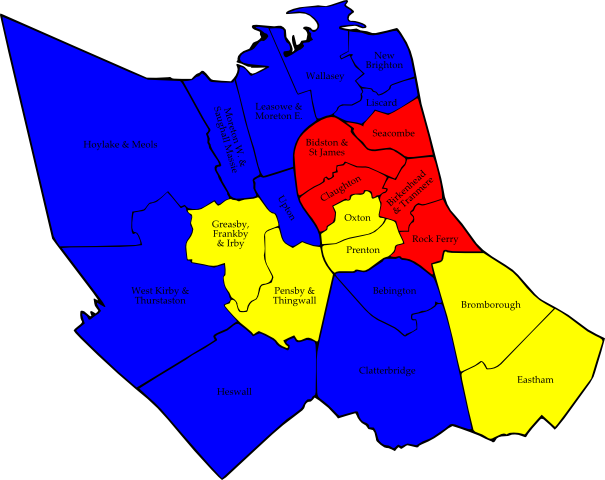 New
Brighton
Wallasey
Liscard
Leasowe &
Moreton E.
Moreton W. &
Saughall Massie
Seacombe
Bidston &
St James
Hoylake & Meols
Claughton
Birkenhead
& Tranmere
Upton
Oxton
Greasby,
Frankby
& Irby
Rock Ferry
Prenton
West Kirby &
Thurstaston
Pensby &
Thingwall
Bebington
Bromborough
Clatterbridge
Eastham
Heswall